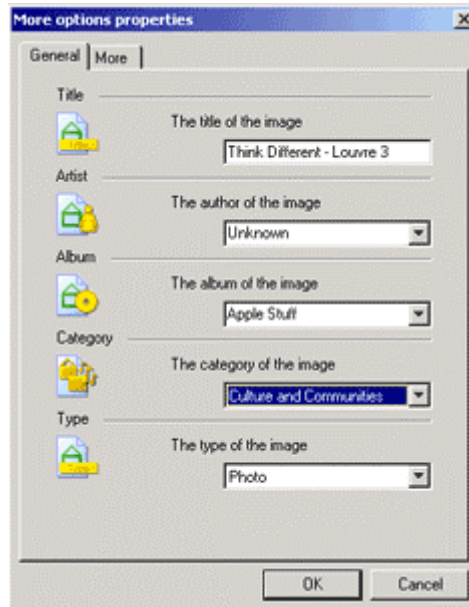 More options properties
General
More
Title
The title of the image
Think Different - Louvre 3
Artist
The author of the image
Unknown
Album
The album of the image
Apple Stuff
Category
The category of the image
Culture and Communities
Type
The type of the image
Photo
OK
Cancel